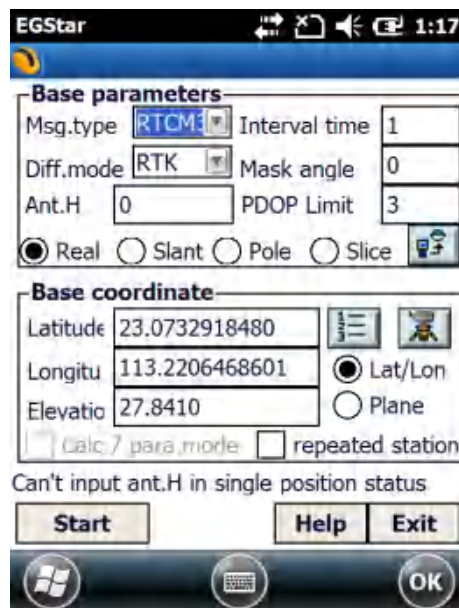 EGStar 1:17
Base parameters
Msg.type RTCM3 Interval time 1
Diff.mode RTK Mask angle 0
Ant.H 0 PDOP Limit 3
Real Slant Pole Slice
Base coordinate
Latitude 23.0732918480
Longitu 113.2206468601 Lat/Lon
Elevatio 27.8410 Plane
Calc 7 para.mode repeated station
Can't input ant.H in single position status
Start Help Exit
OK